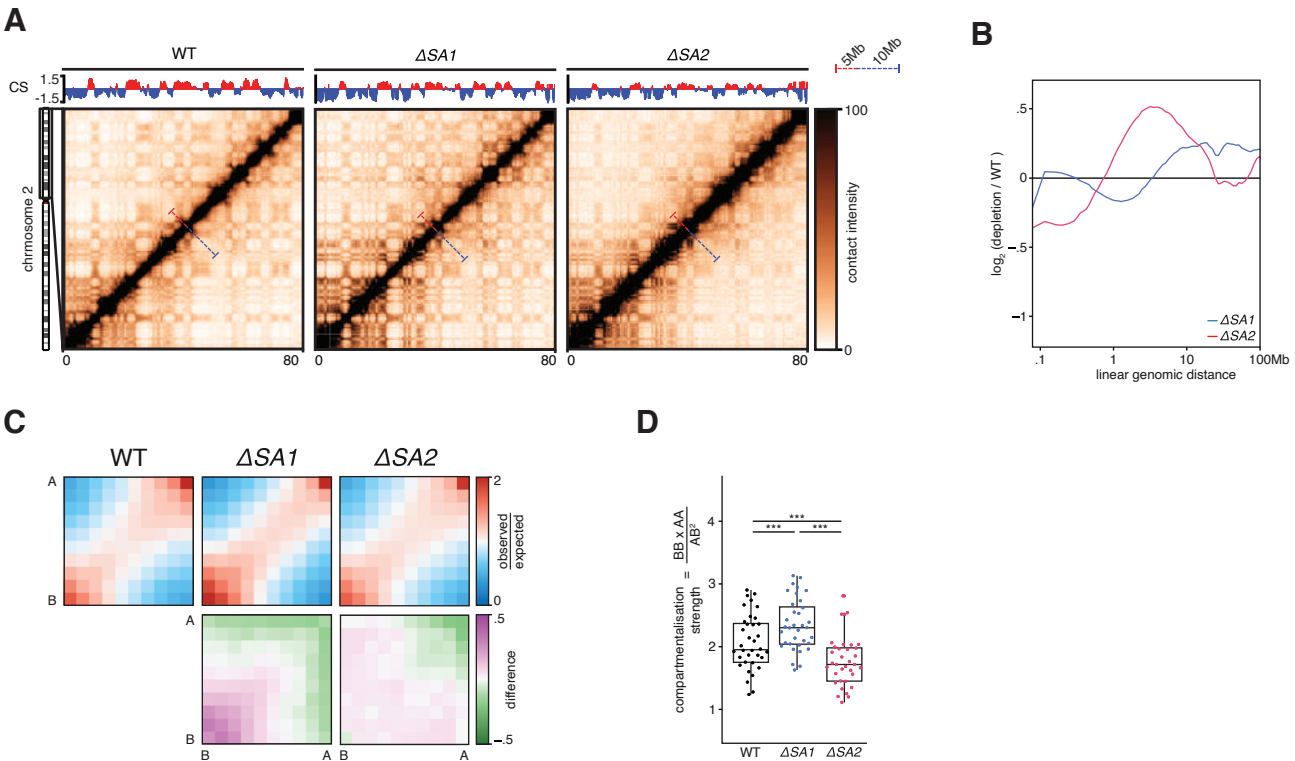 A
WT
ΔSA1
ΔSA2
5Mb
10Mb
CS
1.5
-1.5
chrmosome 2
0
80
0
80
0
80
100
0
contact intensity
B
.5
0
−.5
−1
log2 (depletion / WT )
ΔSA1
ΔSA2
.1
1
10
100Mb
linear genomic distance
C
WT
ΔSA1
ΔSA2
A
B
2
0
observed
expected
A
B
B
A
B
A
.5
−.5
difference
D
compartmentalisation
strength
=
BB x AA
AB²
4
3
2
1
***
***
***
WT
ΔSA1
ΔSA2